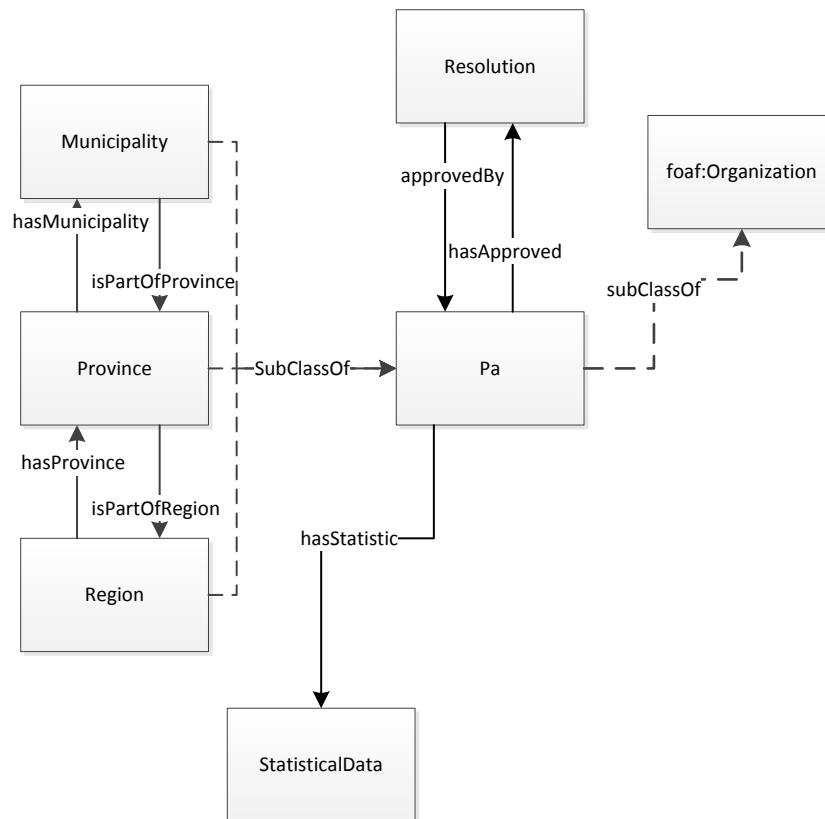 Resolution
Municipality
foaf:Organization
approvedBy
hasMunicipality
hasApproved
isPartOfProvince
subClassOf
Province
SubClassOf
Pa
hasProvince
isPartOfRegion
hasStatistic
Region
StatisticalData